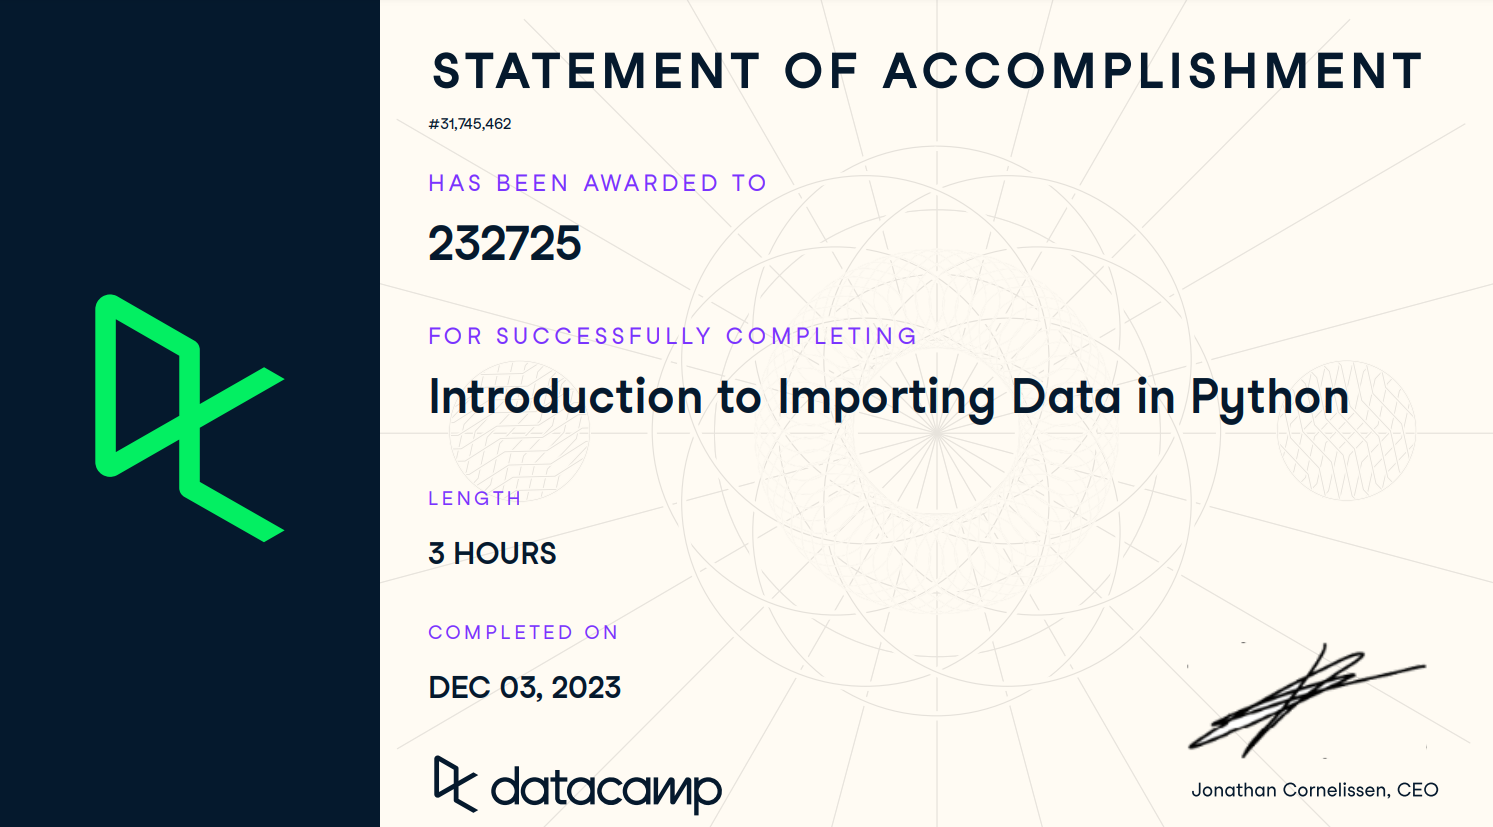 STATEMENT OF ACCOMPLISHMENT
#31,745,462
HAS BEEN AWARDED TO
232725
FOR SUCCESSFULLY COMPLETING
Introduction to Importing Data in Python
LENGTH
3 HOURS
COMPLETED ON
DEC 03, 2023
datacamp
Jonathan Cornelissen, CEO